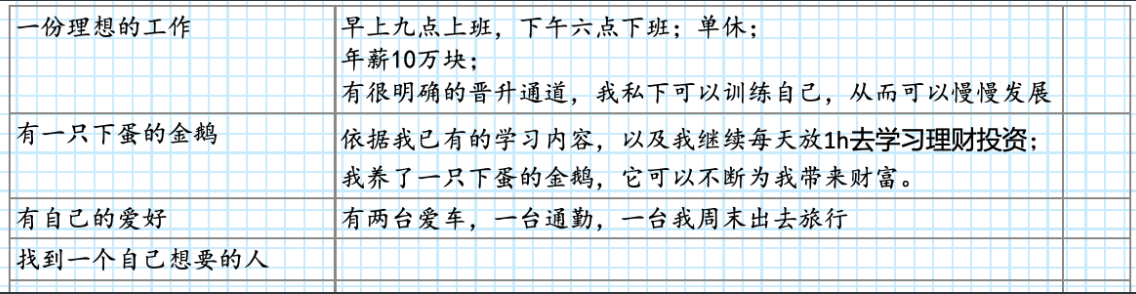 一份理想的工作
早上九点上班，下午六点下班；单休；
年薪10万块；
有很明确的晋升通道，我私下可以训练自己，从而可以慢慢发展
有一只下蛋的金鹅
依据我已有的学习内容，以及我继续每天放1h去学习理财投资；
我养了一只下蛋的金鹅，它可以不断为我带来财富。
有自己的爱好
有两台爱车，一台通勤，一台我周末出去旅行
找到一个自己想要的人